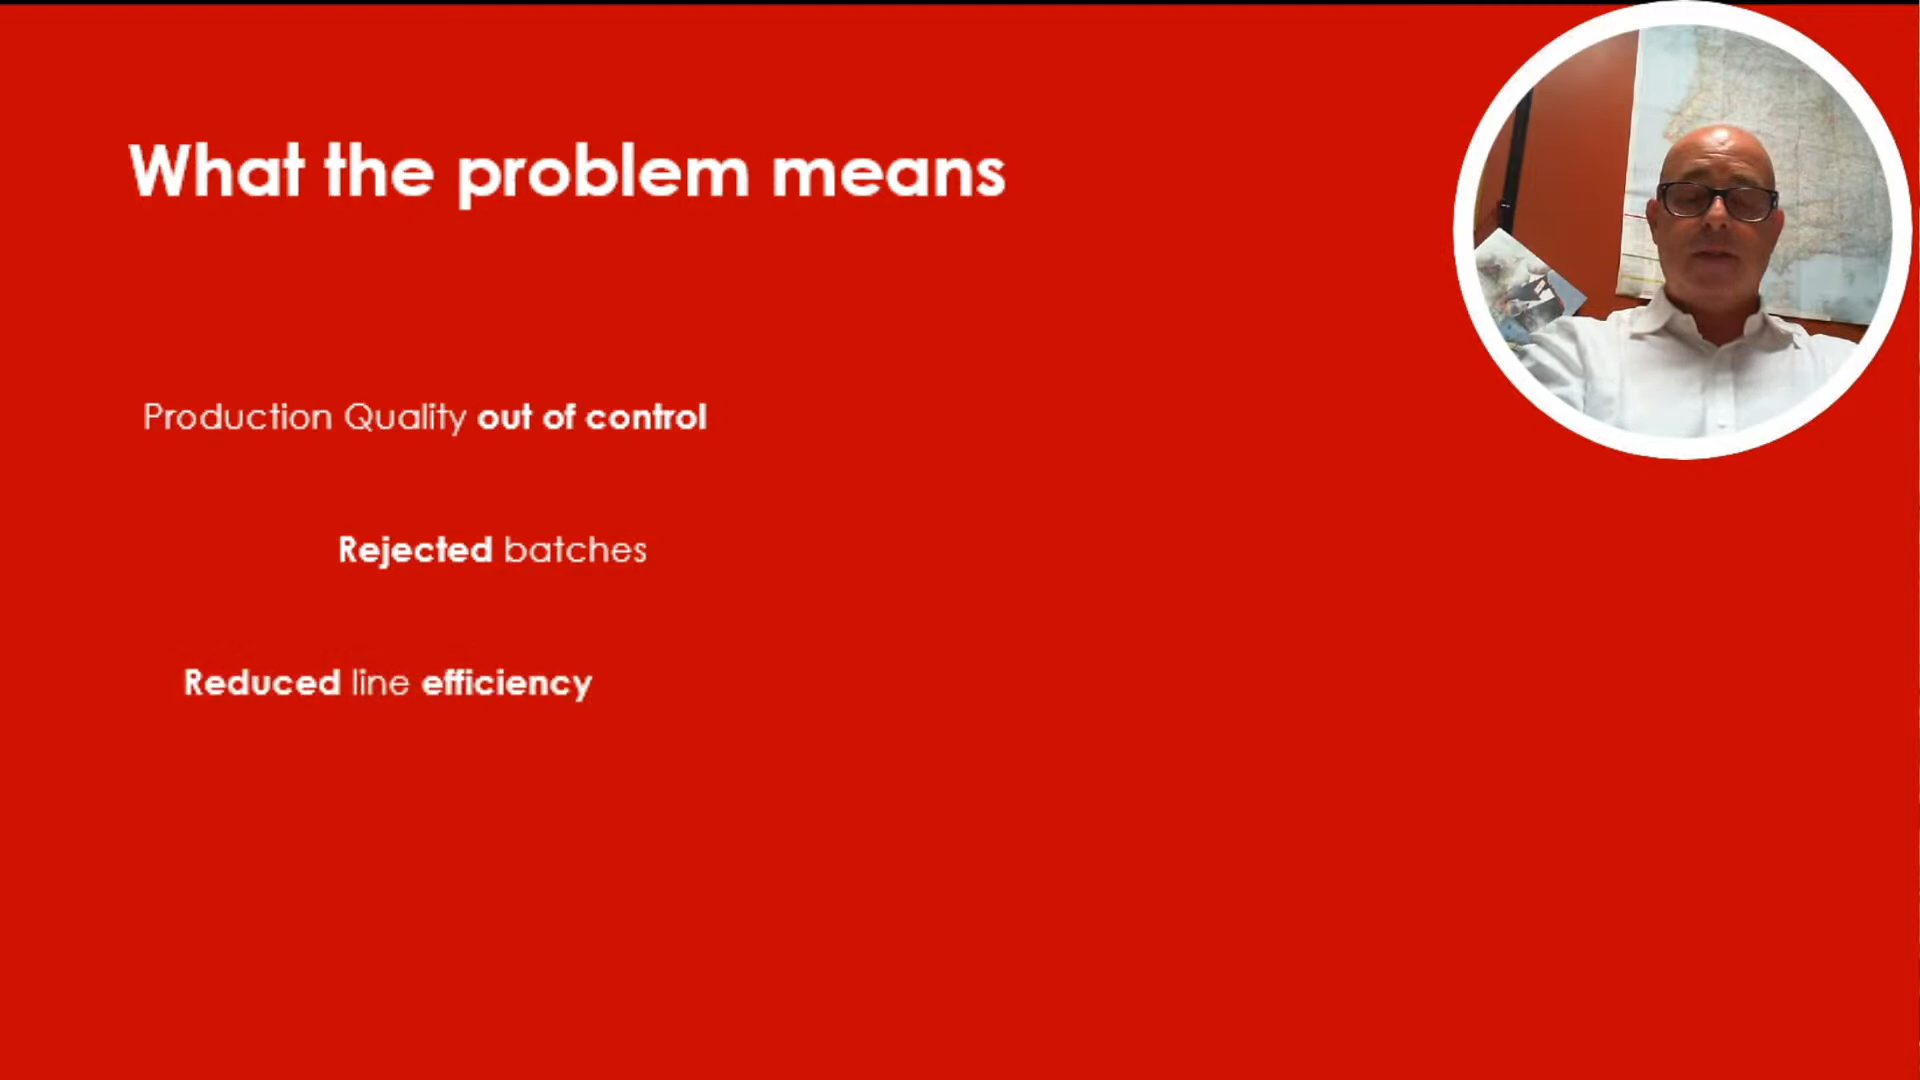 What the problem means
Production Quality out of control
Rejected batches
Reduced line efficiency